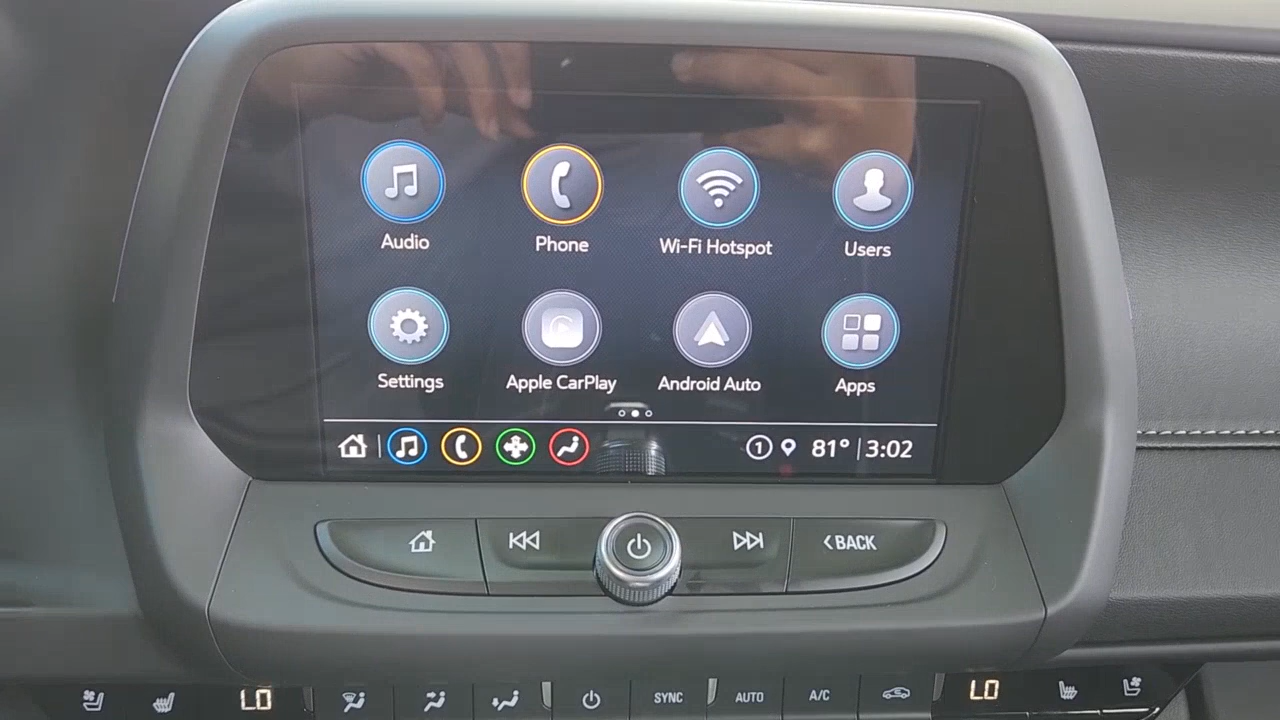 Audio Phone Wi-Fi Hotspot Users
Settings Apple CarPlay Android Auto Apps
1 81° 3:02
BACK
LO SYNC AUTO A/C LO